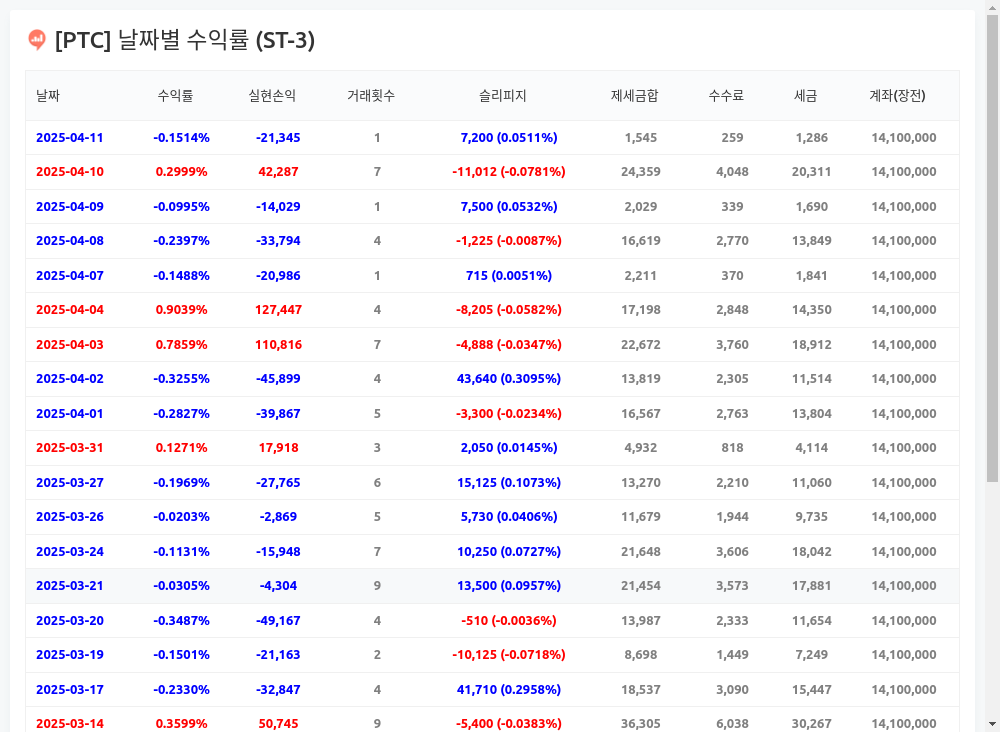 [PTC] 날짜별 수익률 (ST-3)
날짜 수익률 실현손익 거래횟수 슬리피지 제세금합 수수료 세금 계좌(장전)
2025-04-11 -0.1514% -21,345 1 7,200 (0.0511%) 1,545 259 1,286 14,100,000
2025-04-10 0.2999% 42,287 7 -11,012 (-0.0781%) 24,359 4,048 20,311 14,100,000
2025-04-09 -0.0995% -14,029 1 7,500 (0.0532%) 2,029 339 1,690 14,100,000
2025-04-08 -0.2397% -33,794 4 -1,225 (-0.0087%) 16,619 2,770 13,849 14,100,000
2025-04-07 -0.1488% -20,986 1 715 (0.0051%) 2,211 370 1,841 14,100,000
2025-04-04 0.9039% 127,447 4 -8,205 (-0.0582%) 17,198 2,848 14,350 14,100,000
2025-04-03 0.7859% 110,816 7 -4,888 (-0.0347%) 22,672 3,760 18,912 14,100,000
2025-04-02 -0.3255% -45,899 4 43,640 (0.3095%) 13,819 2,305 11,514 14,100,000
2025-04-01 -0.2827% -39,867 5 -3,300 (-0.0234%) 16,567 2,763 13,804 14,100,000
2025-03-31 0.1271% 17,918 3 2,050 (0.0145%) 4,932 818 4,114 14,100,000
2025-03-27 -0.1969% -27,765 6 15,125 (0.1073%) 13,270 2,210 11,060 14,100,000
2025-03-26 -0.0203% -2,869 5 5,730 (0.0406%) 11,679 1,944 9,735 14,100,000
2025-03-24 -0.1131% -15,948 7 10,250 (0.0727%) 21,648 3,606 18,042 14,100,000
2025-03-21 -0.0305% -4,304 9 13,500 (0.0957%) 21,454 3,573 17,881 14,100,000
2025-03-20 -0.3487% -49,167 4 -510 (-0.0036%) 13,987 2,333 11,654 14,100,000
2025-03-19 -0.1501% -21,163 2 -10,125 (-0.0718%) 8,698 1,449 7,249 14,100,000
2025-03-17 -0.2330% -32,847 4 41,710 (0.2958%) 18,537 3,090 15,447 14,100,000
2025-03-14 0.3599% 50,745 9 -5,400 (-0.0383%) 36,305 6,038 30,267 14,100,000